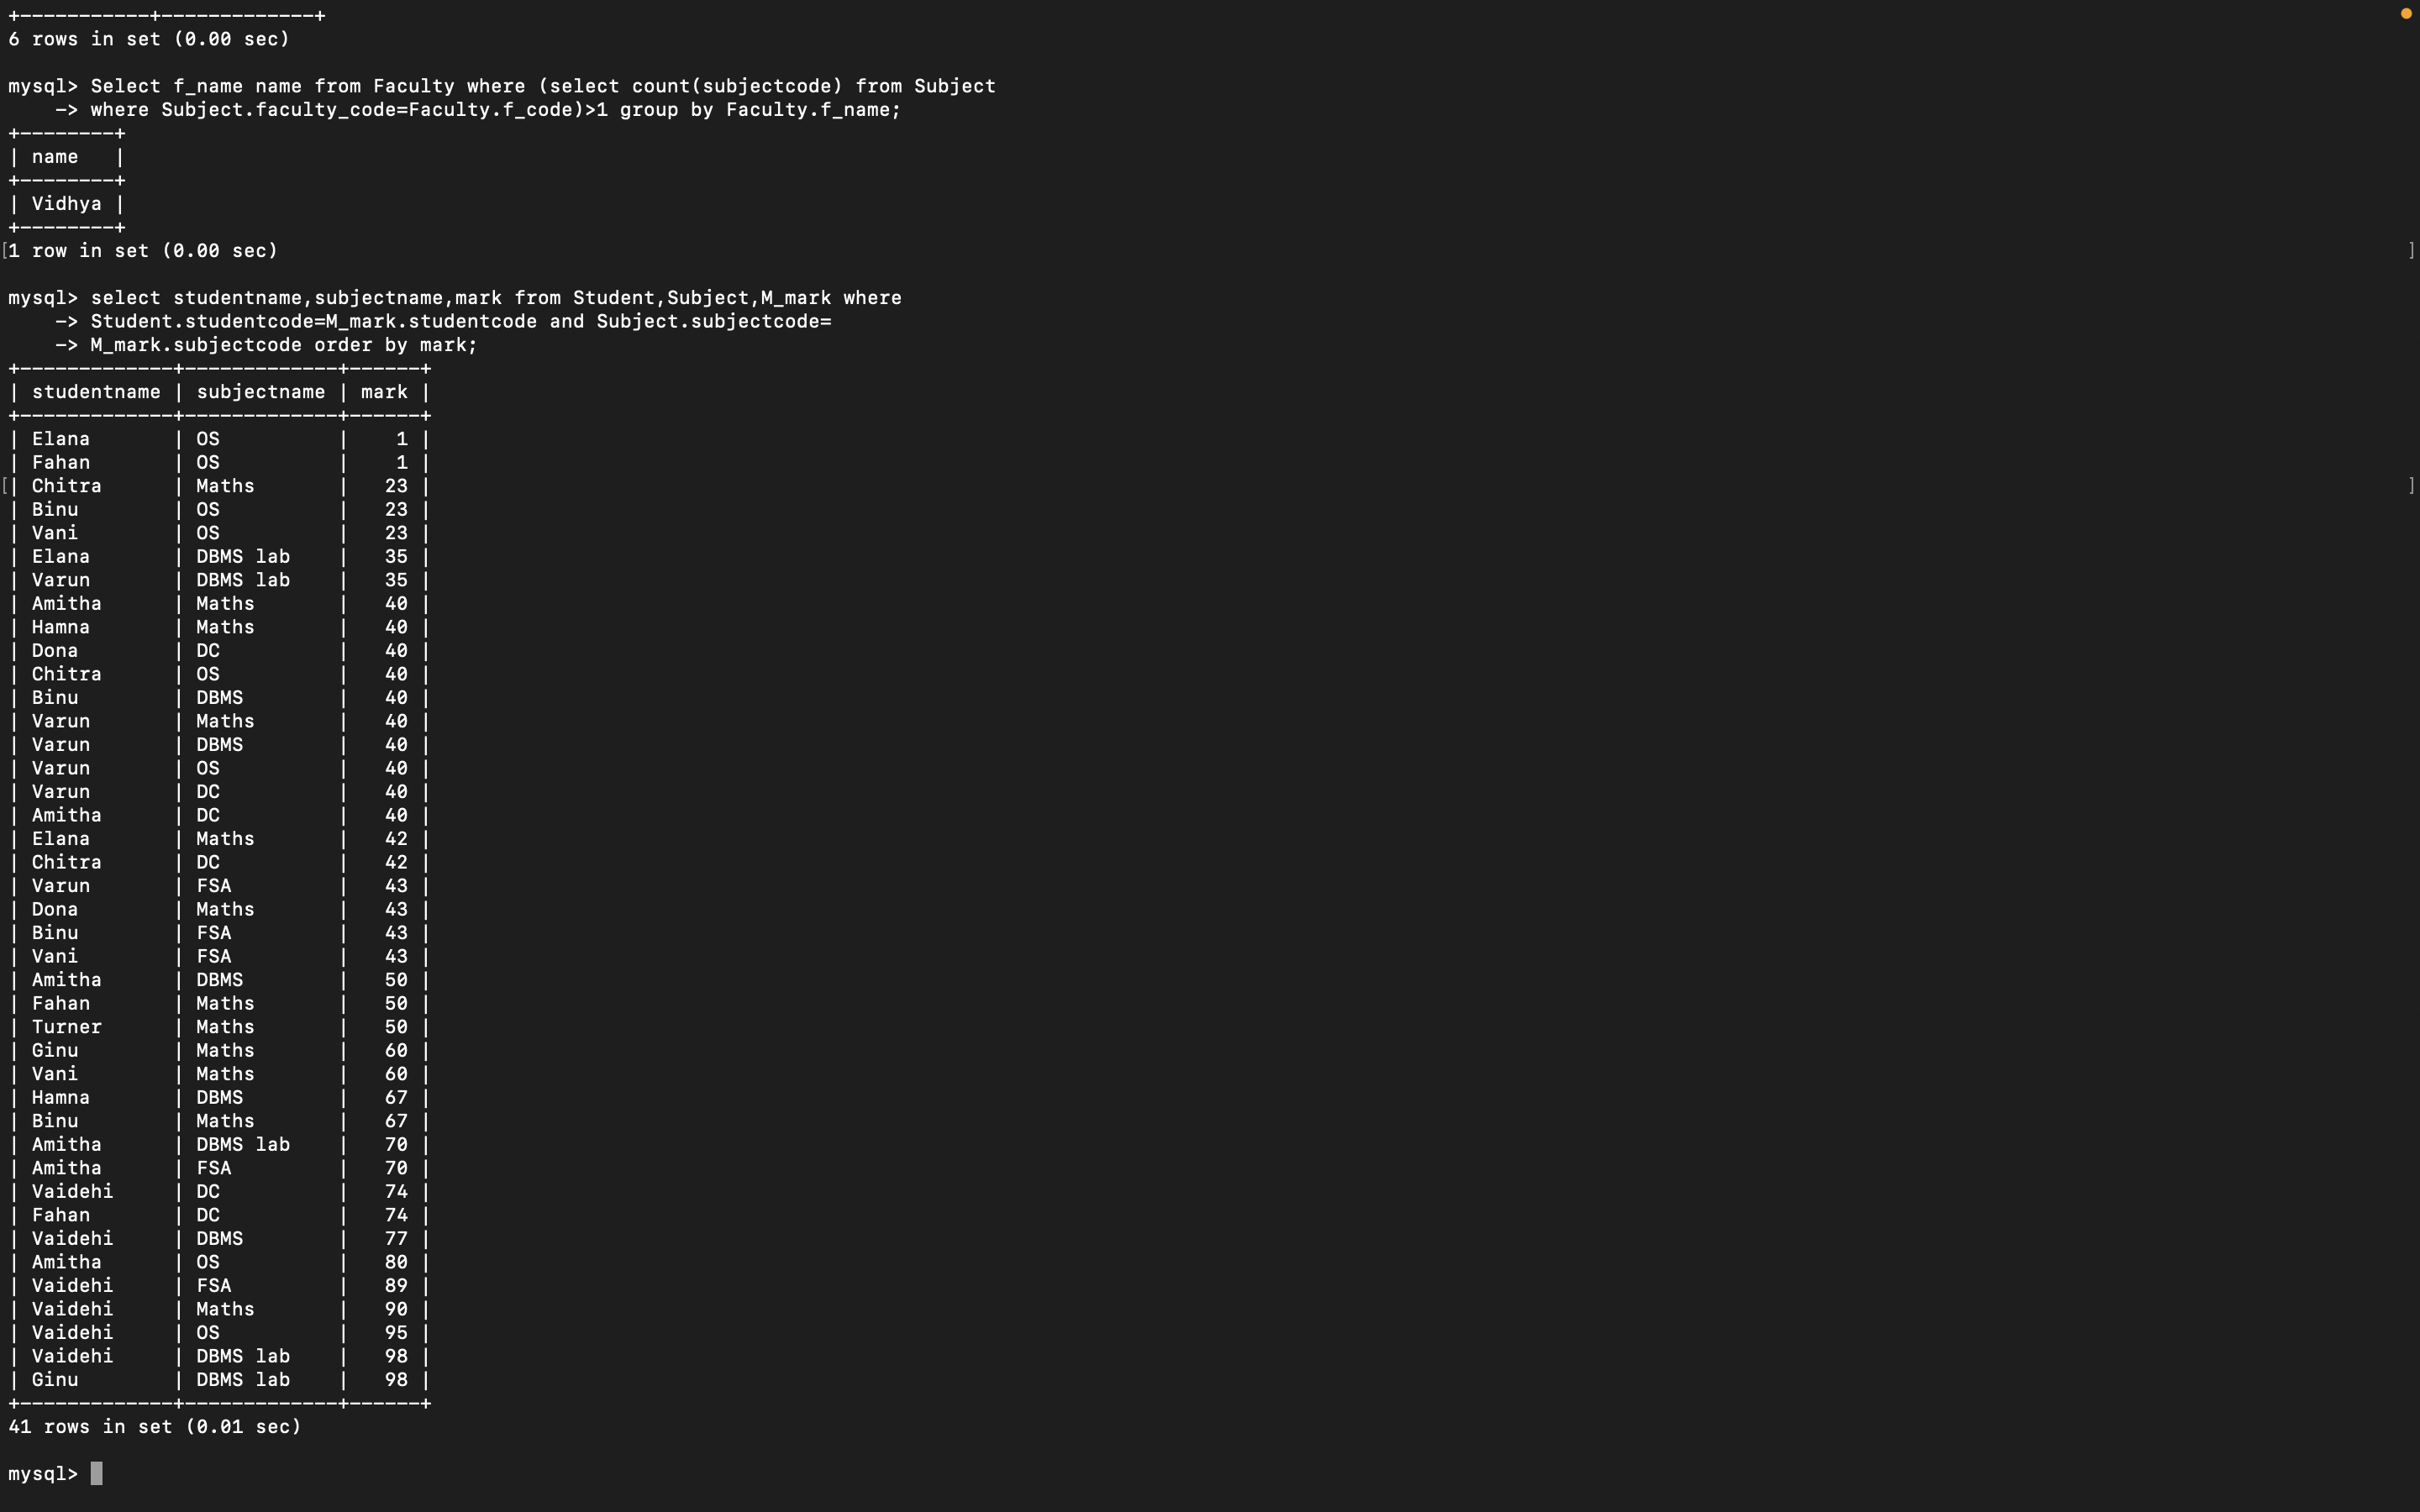 +-----------+-------------+
6 rows in set (0.00 sec)
mysql> Select f_name name from Faculty where (select count(subjectcode) from Subject
    -> where Subject.faculty_code=Faculty.f_code)>1 group by Faculty.f_name;
+--------+
| name   |
+--------+
| Vidhya |
+--------+
[1 row in set (0.00 sec) ]
mysql> select studentname,subjectname,mark from Student,Subject,M_mark where
    -> Student.studentcode=M_mark.studentcode and Subject.subjectcode=
    -> M_mark.subjectcode order by mark;
+-------------+-------------+------+
| studentname | subjectname | mark |
+-------------+-------------+------+
| Elana       | OS          |    1 |
| Fahan       | OS          |    1 |
[| Chitra      | Maths       |   23 | ]
| Binu        | OS          |   23 |
| Vani        | OS          |   23 |
| Elana       | DBMS lab    |   35 |
| Varun       | DBMS lab    |   35 |
| Amitha      | Maths       |   40 |
| Hamna       | Maths       |   40 |
| Dona        | DC          |   40 |
| Chitra      | OS          |   40 |
| Binu        | DBMS        |   40 |
| Varun       | Maths       |   40 |
| Varun       | DBMS        |   40 |
| Varun       | OS          |   40 |
| Varun       | DC          |   40 |
| Amitha      | DC          |   40 |
| Elana       | Maths       |   42 |
| Chitra      | DC          |   42 |
| Varun       | FSA         |   43 |
| Dona        | Maths       |   43 |
| Binu        | FSA         |   43 |
| Vani        | FSA         |   43 |
| Amitha      | DBMS        |   50 |
| Fahan       | Maths       |   50 |
| Turner      | Maths       |   50 |
| Ginu        | Maths       |   60 |
| Vani        | Maths       |   60 |
| Hamna       | DBMS        |   67 |
| Binu        | Maths       |   67 |
| Amitha      | DBMS lab    |   70 |
| Amitha      | FSA         |   70 |
| Vaidehi     | DC          |   74 |
| Fahan       | DC          |   74 |
| Vaidehi     | DBMS        |   77 |
| Amitha      | OS          |   80 |
| Vaidehi     | FSA         |   89 |
| Vaidehi     | Maths       |   90 |
| Vaidehi     | OS          |   95 |
| Vaidehi     | DBMS lab    |   98 |
| Ginu        | DBMS lab    |   98 |
+-------------+-------------+------+
41 rows in set (0.01 sec)
mysql>